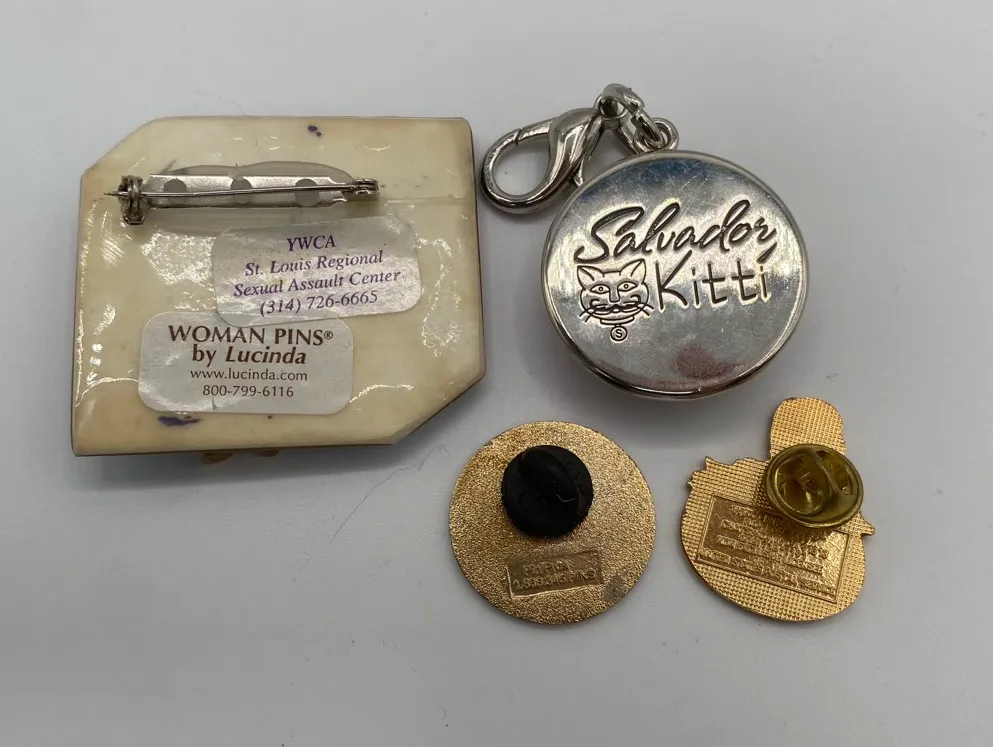 YWCA
St. Louis Regional
Sexual Assault Center
(314) 726-6665
WOMAN PINS®
by Lucinda
www.lucinda.com
800-799-6116
Salvador
Kitti
S